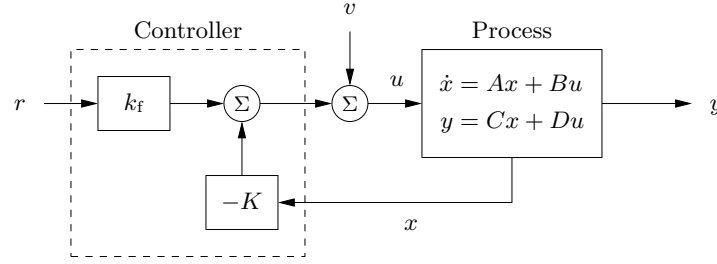 v
Controller
Process
r
k_f
Σ
Σ
u
ẋ = Ax + Bu
y = Cx + Du
y
−K
x